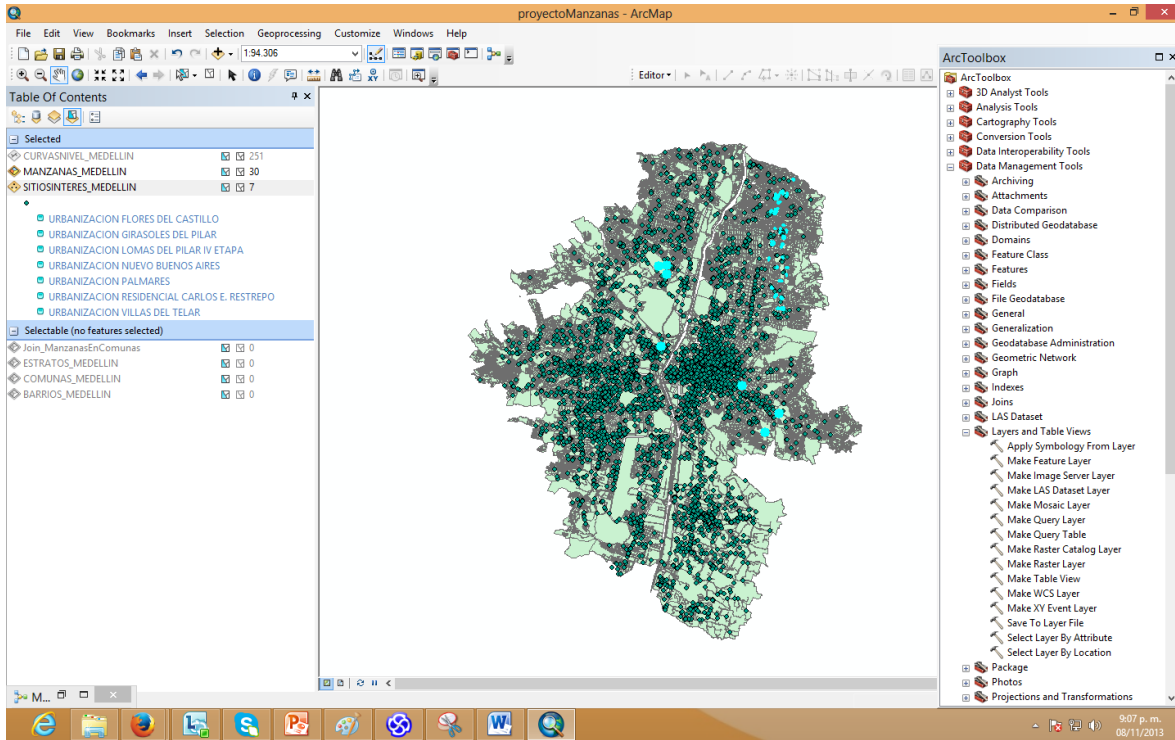 proyectoManzanas - ArcMap
File Edit View Bookmarks Insert Selection Geoprocessing Customize Windows Help
1:94.306
Editor
Table Of Contents
Selected
CURVASNIVEL_MEDELLIN 251
MANZANAS_MEDELLIN 30
SITIOSINTERES_MEDELLIN 7
URBANIZACION FLORES DEL CASTILLO
URBANIZACION GIRASOLES DEL PILAR
URBANIZACION LOMAS DEL PILAR IV ETAPA
URBANIZACION NUEVO BUENOS AIRES
URBANIZACION PALMARES
URBANIZACION RESIDENCIAL CARLOS E. RESTREPO
URBANIZACION VILLAS DEL TELAR
Selectable (no features selected)
Join_ManzanasEnComunas 0
ESTRATOS_MEDELLIN 0
COMUNAS_MEDELLIN 0
BARRIOS_MEDELLIN 0
M...
ArcToolbox
ArcToolbox
3D Analyst Tools
Analysis Tools
Cartography Tools
Conversion Tools
Data Interoperability Tools
Data Management Tools
Archiving
Attachments
Data Comparison
Distributed Geodatabase
Domains
Feature Class
Features
Fields
File Geodatabase
General
Generalization
Geodatabase Administration
Geometric Network
Graph
Indexes
Joins
LAS Dataset
Layers and Table Views
Apply Symbology From Layer
Make Feature Layer
Make Image Server Layer
Make LAS Dataset Layer
Make Mosaic Layer
Make Query Layer
Make Query Table
Make Raster Catalog Layer
Make Raster Layer
Make Table View
Make WCS Layer
Make XY Event Layer
Save To Layer File
Select Layer By Attribute
Select Layer By Location
Package
Photos
Projections and Transformations
9:07 p. m.
08/11/2013